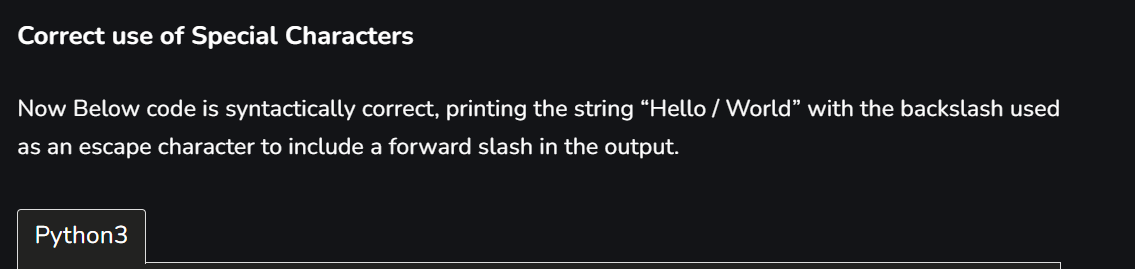 Correct use of Special Characters
Now Below code is syntactically correct, printing the string “Hello / World” with the backslash used
as an escape character to include a forward slash in the output.
Python3